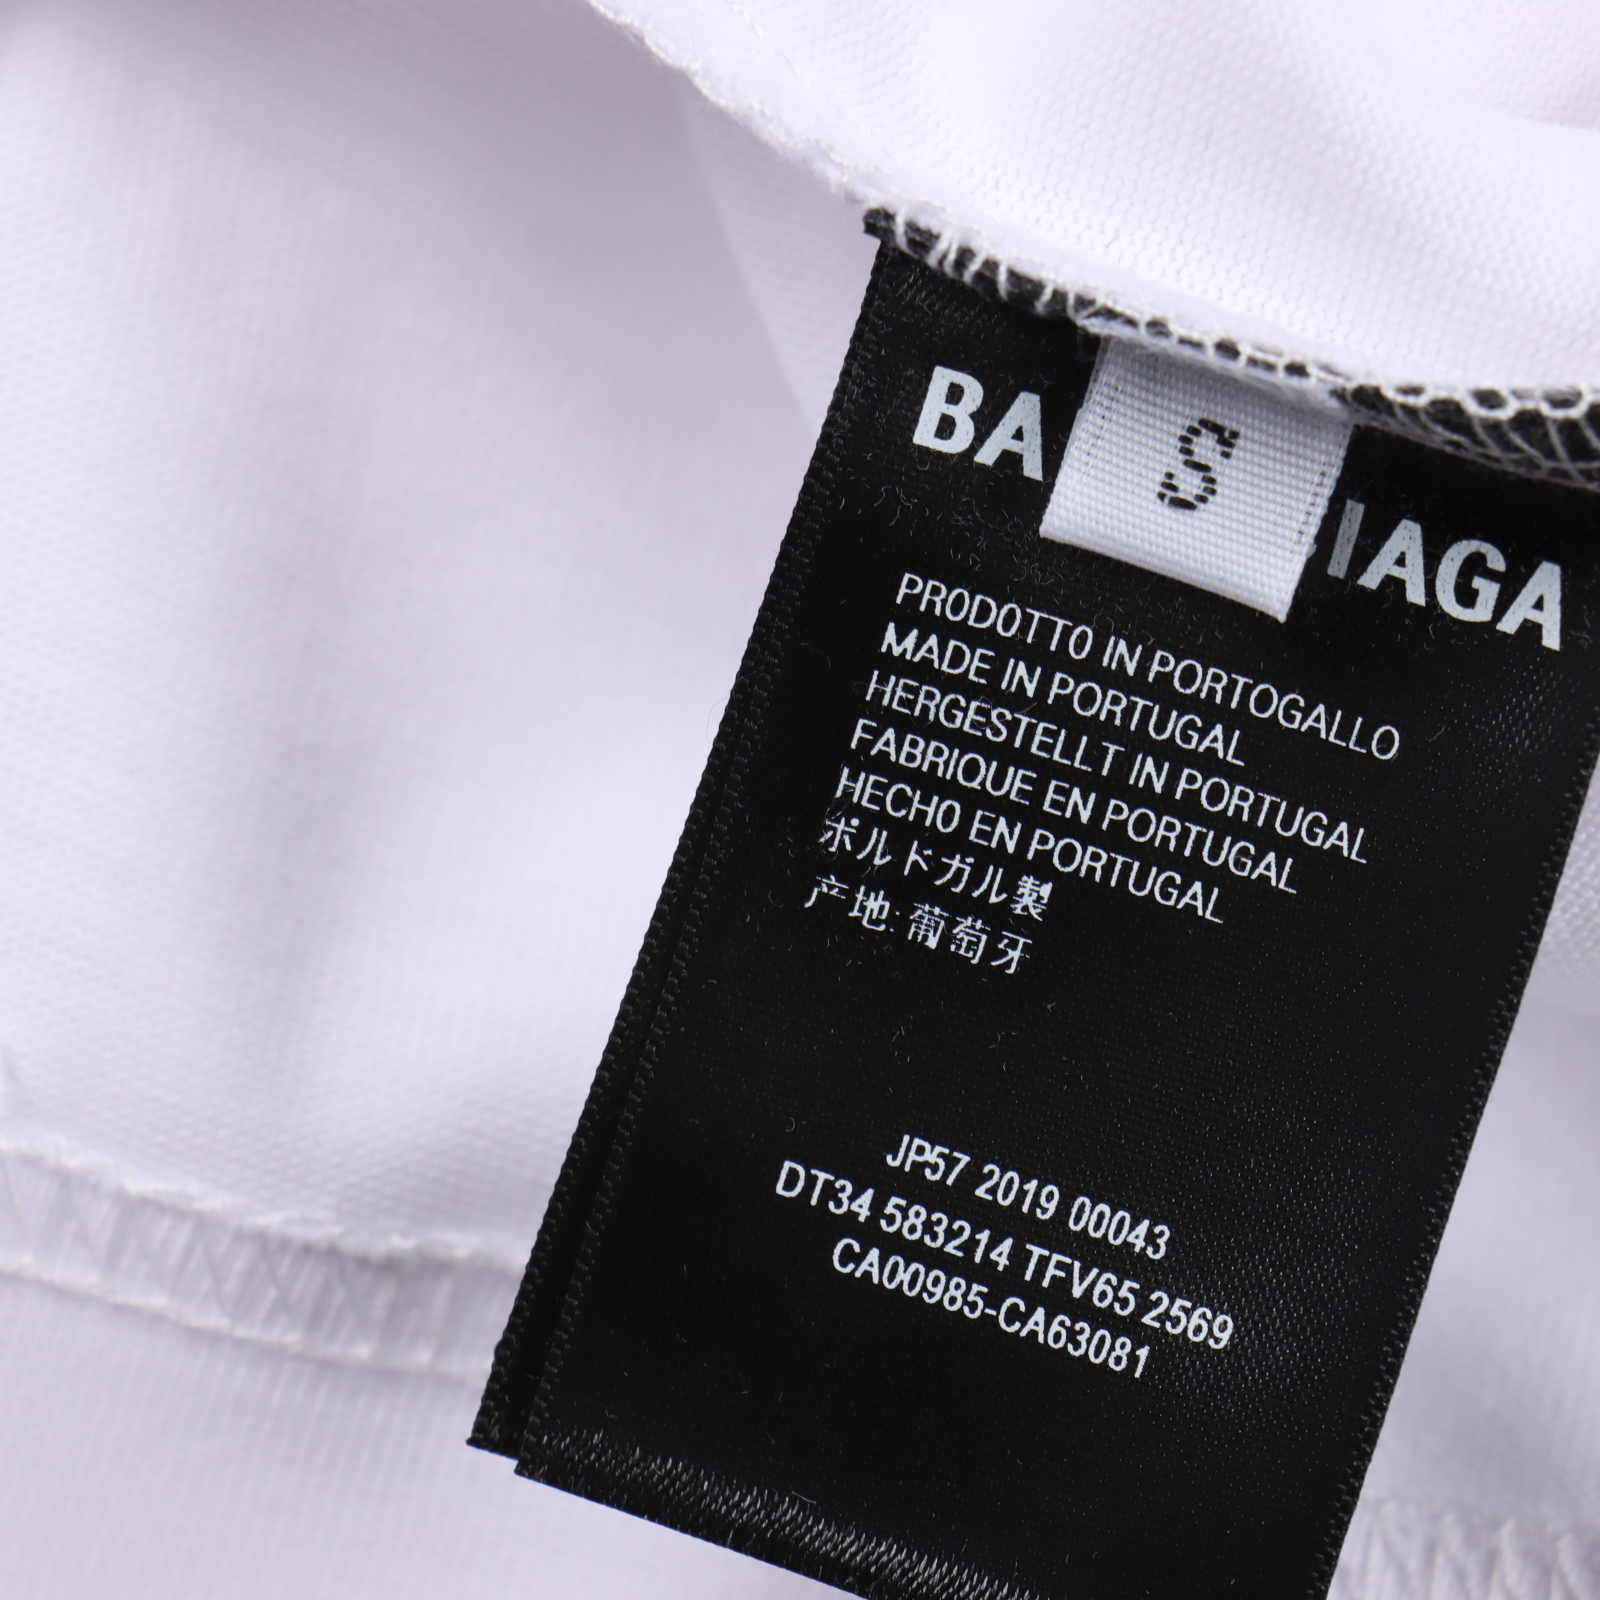 BA
S
IAGA
PRODOTTO IN PORTOGALLO
MADE IN PORTUGAL
HERGESTELLT IN PORTUGAL
FABRIQUE EN PORTUGAL
HECHO EN PORTUGAL
ポルドガル製
产地:葡萄牙
JP57 2019 00043
DT34 583214 TFV65 2569
CA00985-CA63081